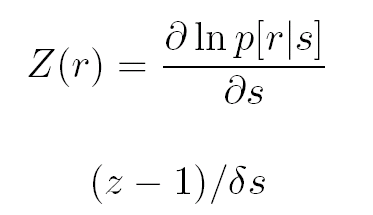 Z(r) = ∂ ln p[r|s] / ∂s
(z − 1)/δs